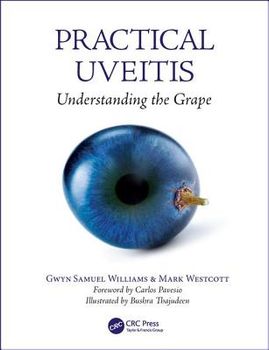 PRACTICAL
UVEITIS
Understanding the Grape
GWYN SAMUEL WILLIAMS & MARK WESTCOTT
Foreword by Carlos Pavesio
Illustrated by Bushra Thajudeen
CRC
CRC Press
Taylor & Francis Group